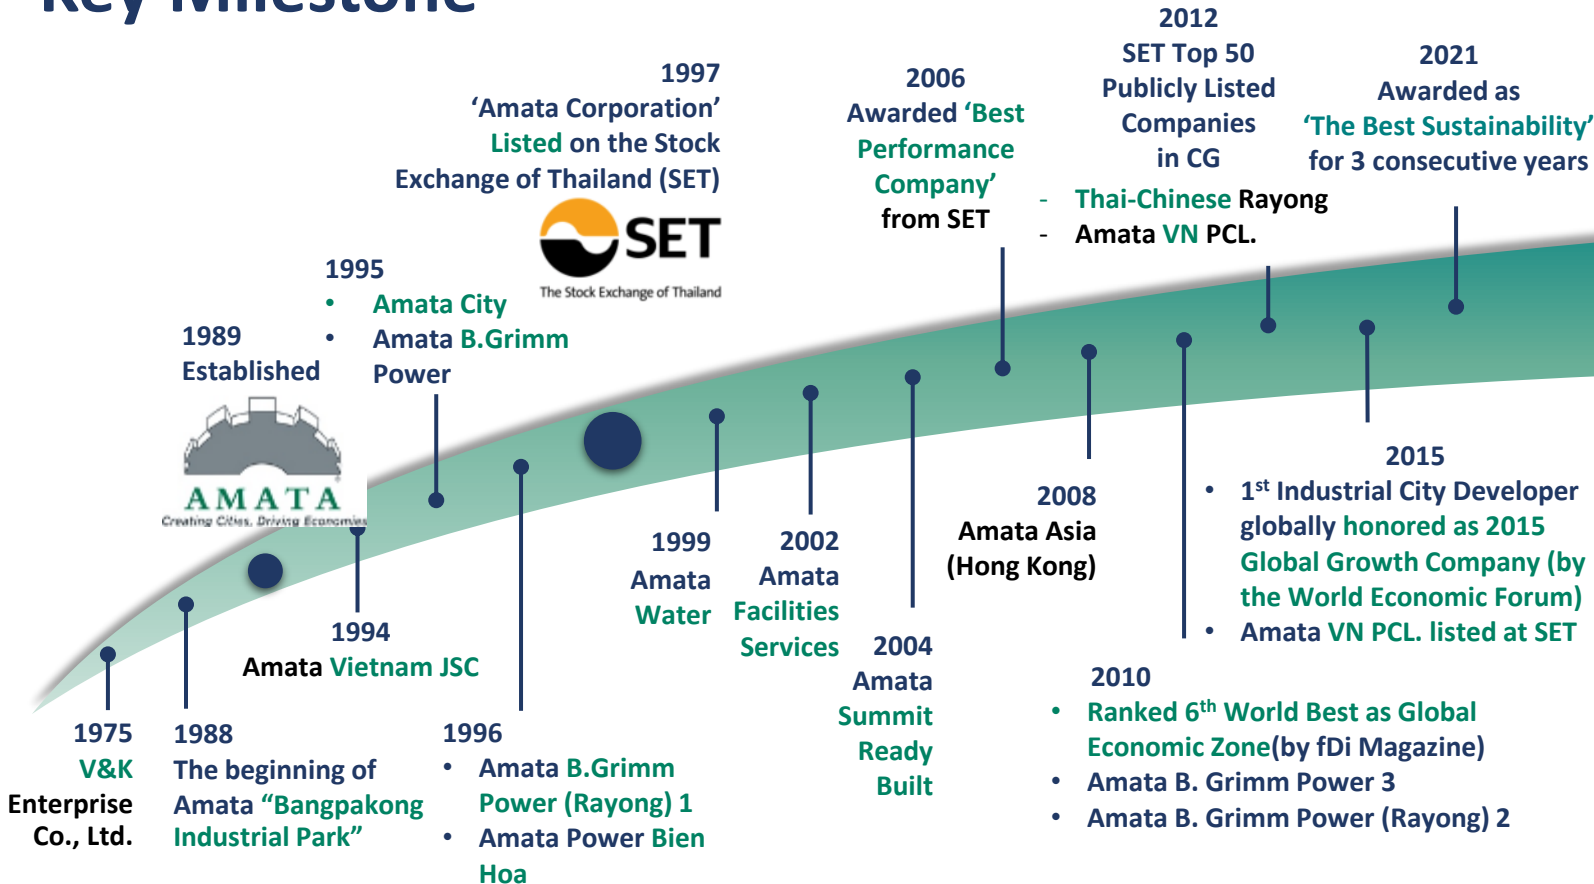 Key Milestone
1975
V&K
Enterprise
Co., Ltd.
1988
The beginning of
Amata “Bangpakong
Industrial Park”
1989
Established
AMATA
Creating Cities, Driving Economies
1994
Amata Vietnam JSC
1995
• Amata City
• Amata B.Grimm
Power
1996
• Amata B.Grimm
Power (Rayong) 1
• Amata Power Bien
Hoa
1997
‘Amata Corporation’
Listed on the Stock
Exchange of Thailand (SET)
SET
The Stock Exchange of Thailand
1999
Amata
Water
2002
Amata
Facilities
Services
2004
Amata
Summit
Ready
Built
2006
Awarded ‘Best
Performance
Company’
from SET
2008
Amata Asia
(Hong Kong)
2010
• Ranked 6th World Best as Global
Economic Zone(by fDi Magazine)
• Amata B. Grimm Power 3
• Amata B. Grimm Power (Rayong) 2
2012
SET Top 50
Publicly Listed
Companies
in CG
- Thai-Chinese Rayong
- Amata VN PCL.
2015
• 1st Industrial City Developer
globally honored as 2015
Global Growth Company (by
the World Economic Forum)
• Amata VN PCL. listed at SET
2021
Awarded as
‘The Best Sustainability’
for 3 consecutive years